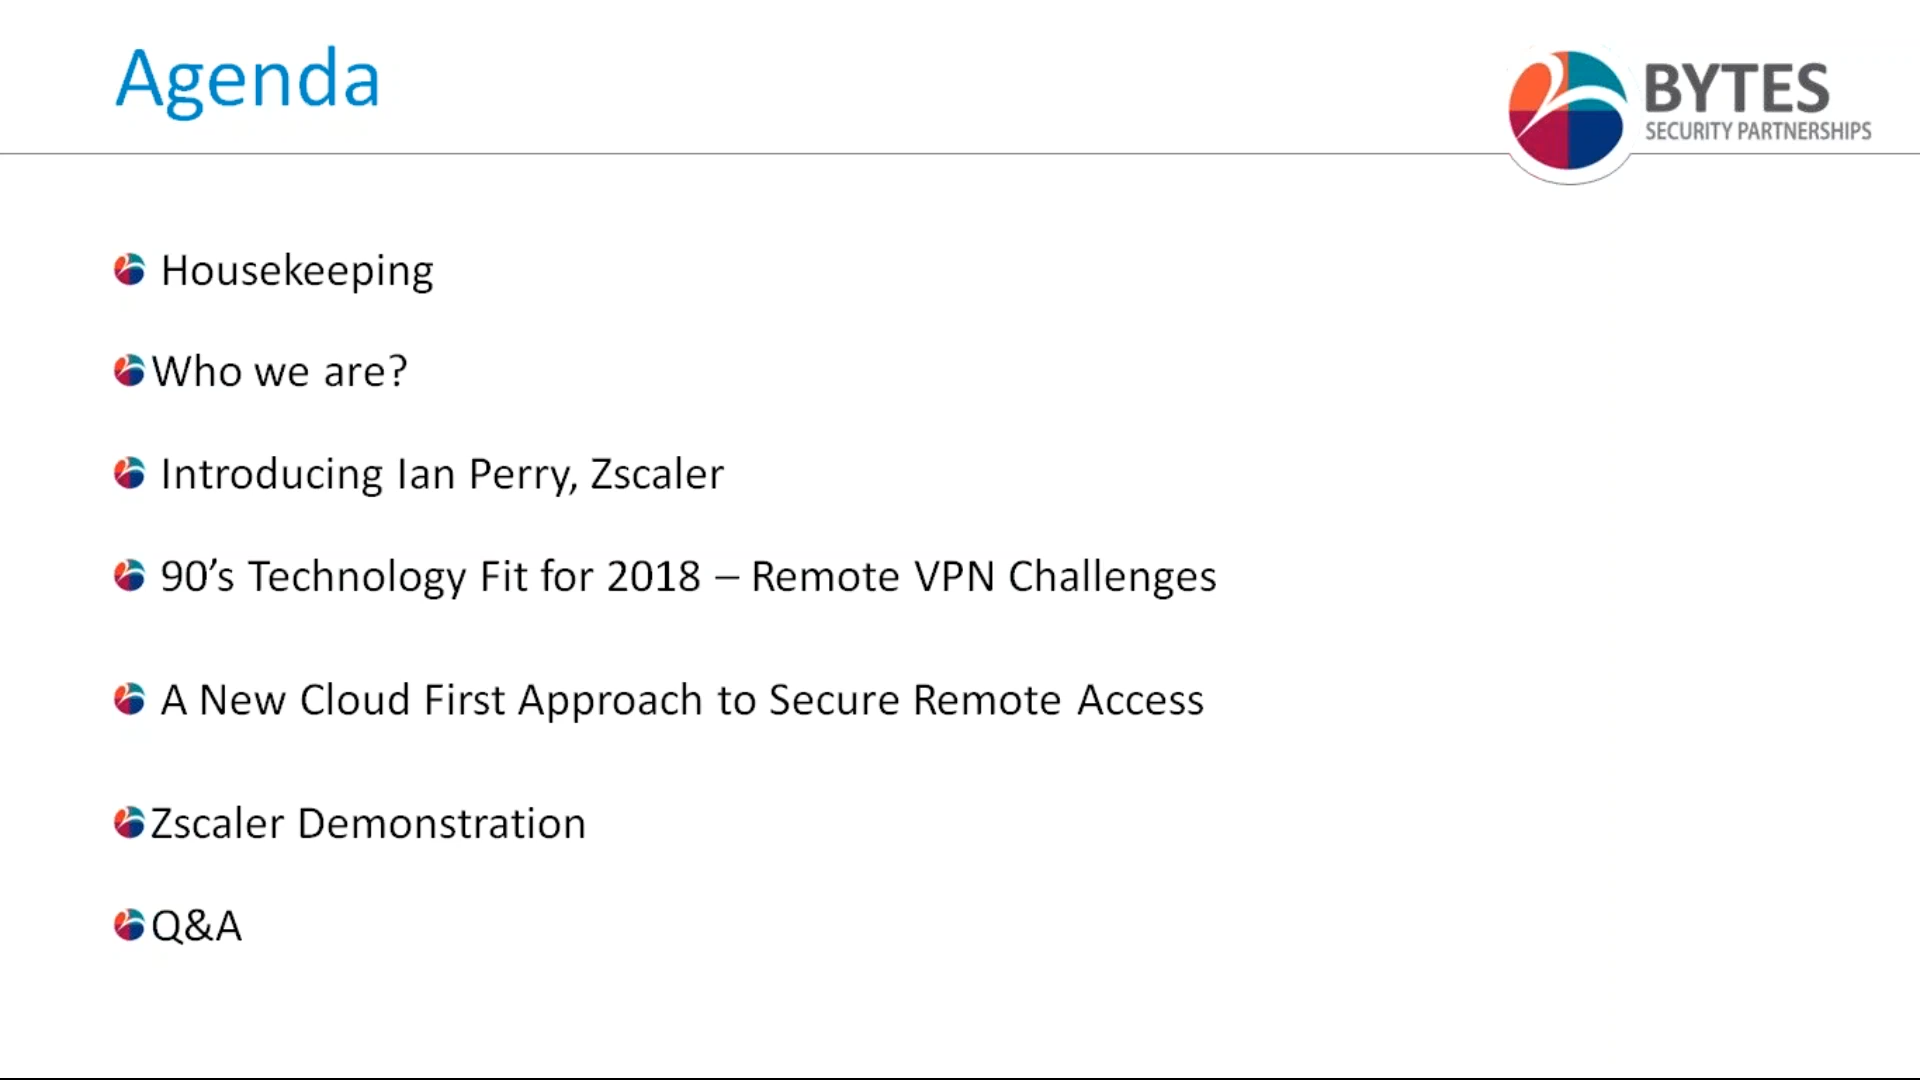 Agenda
BYTES
SECURITY PARTNERSHIPS
Housekeeping
Who we are?
Introducing Ian Perry, Zscaler
90’s Technology Fit for 2018 – Remote VPN Challenges
A New Cloud First Approach to Secure Remote Access
Zscaler Demonstration
Q&A